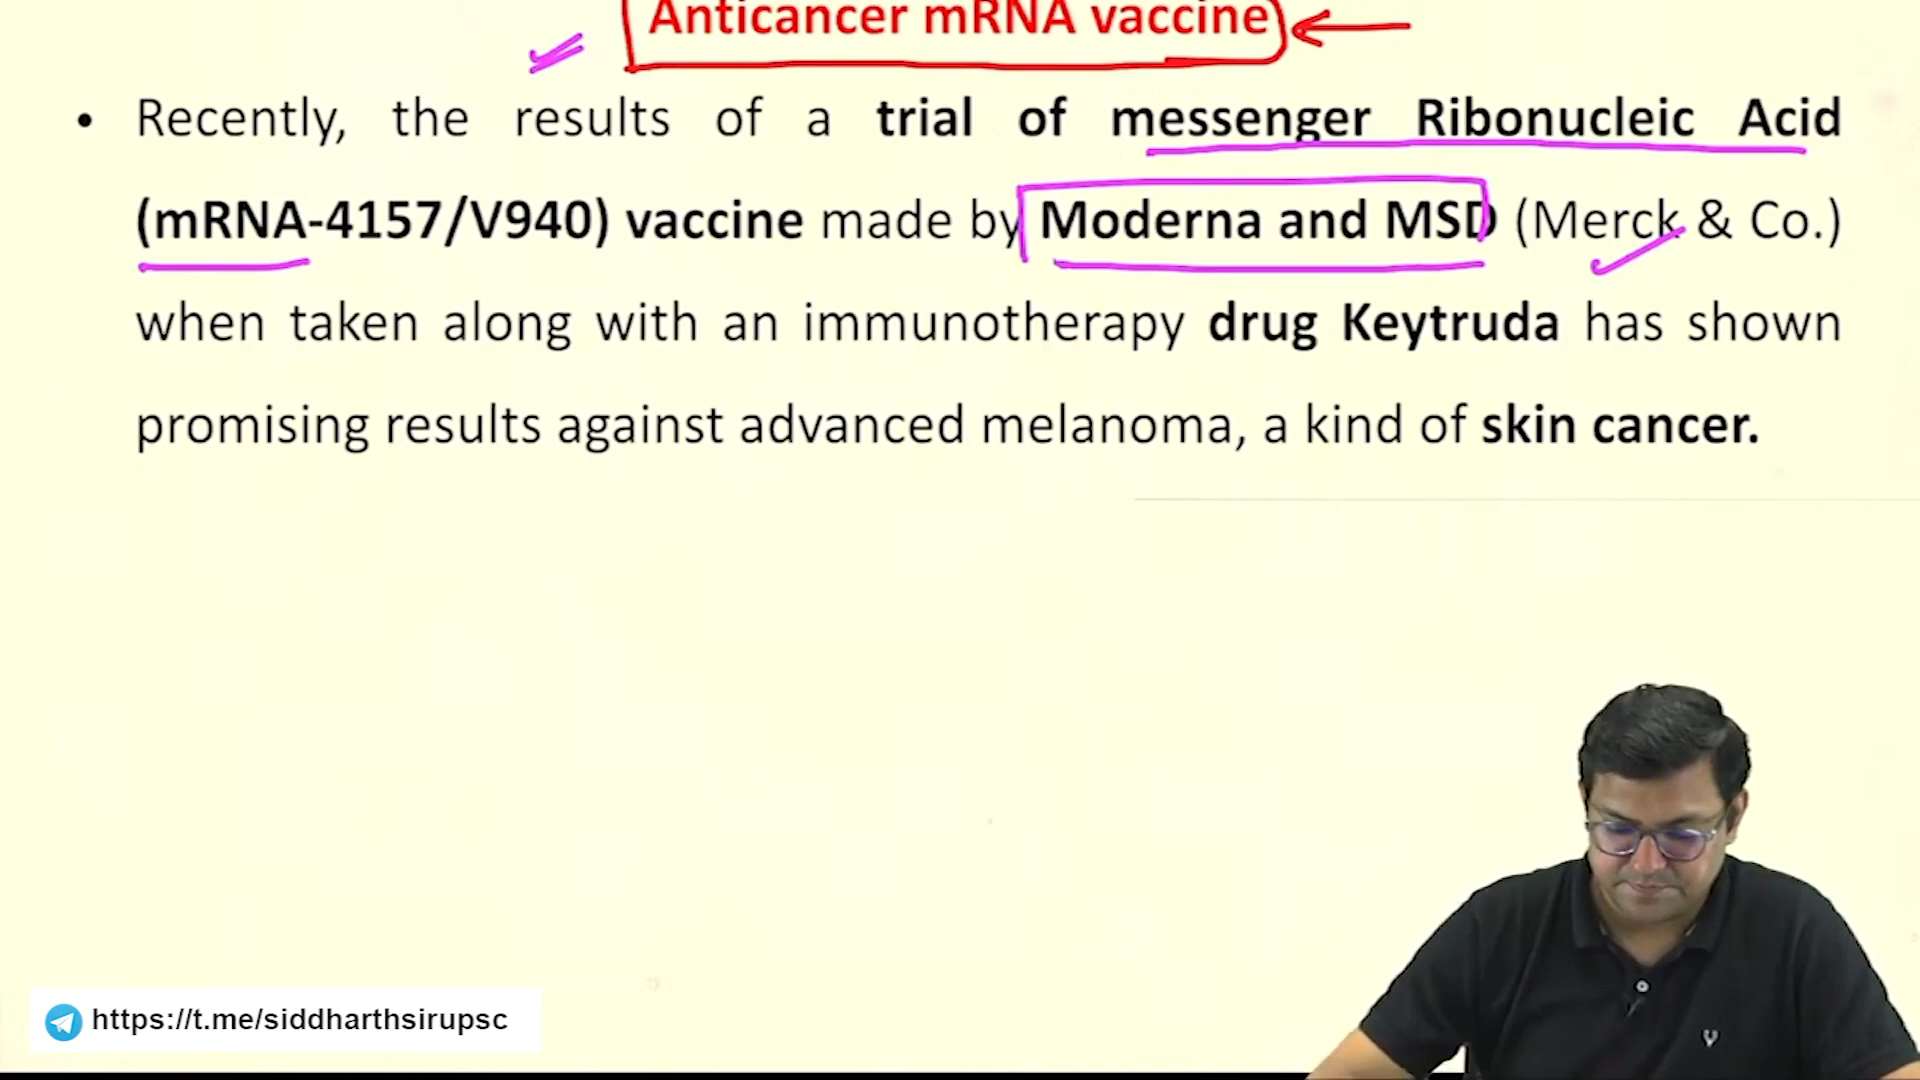 Anticancer mRNA vaccine
• Recently, the results of a trial of messenger Ribonucleic Acid
(mRNA-4157/V940) vaccine made by Moderna and MSD (Merck & Co.)
when taken along with an immunotherapy drug Keytruda has shown
promising results against advanced melanoma, a kind of skin cancer.
https://t.me/siddharthsirupsc